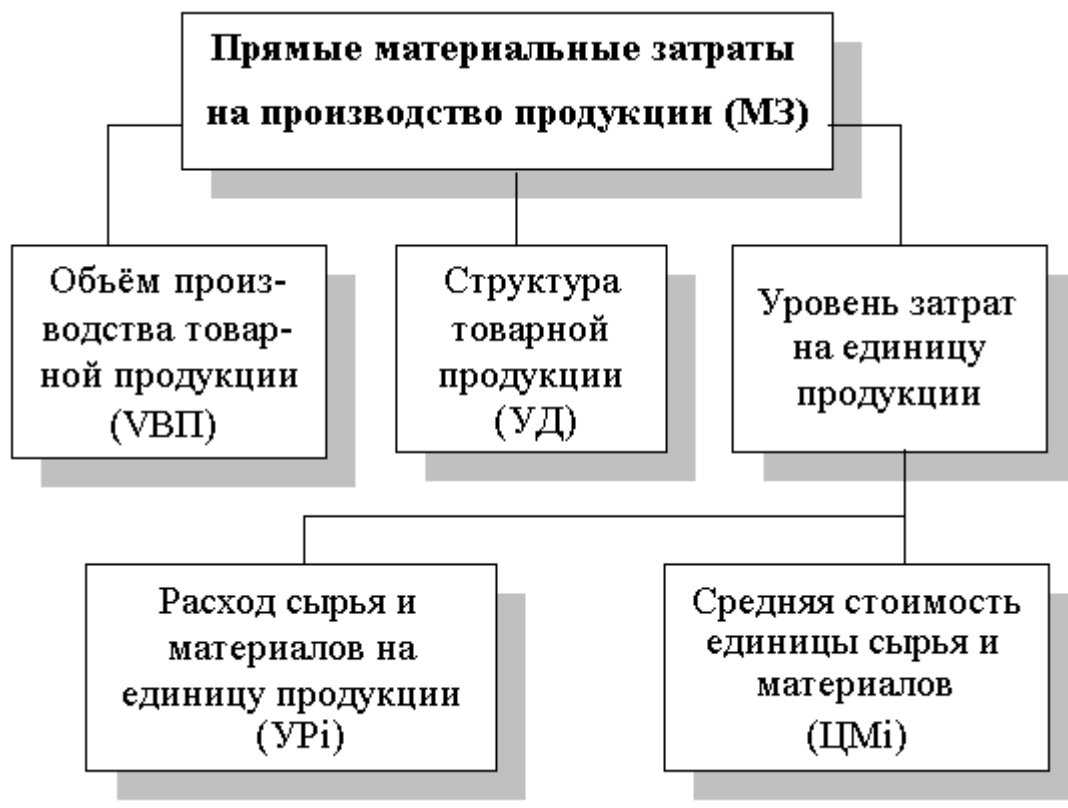 Прямые материальные затраты
на производство продукции (МЗ)
Обьём произ-
водства товар-
ной продукции
(VВП)
Структура
товарной
продукции
(УД)
Уровень затрат
на единицу
продукции
Расход сырья и
материалов на
единицу продукции
(УРi)
Средняя стоимость
единицы сырья и
материалов
(ЦМi)